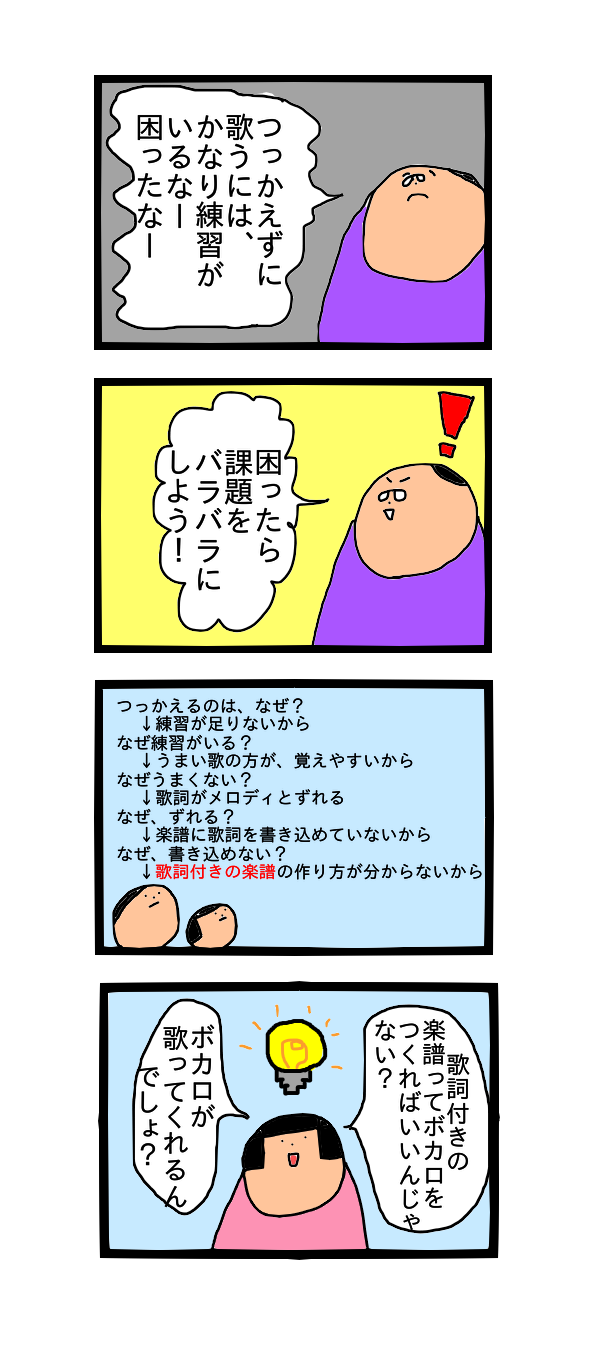 つっかえずに
歌うには、
かなり練習が
いるなー
困ったなー
困ったら
課題を
バラバラに
しよう！
つっかえるのは、なぜ？
↓練習が足りないから
なぜ練習がいる？
↓うまい歌の方が、覚えやすいから
なぜうまくない？
↓歌詞がメロディとずれる
なぜ、ずれる？
↓楽譜に歌詞を書き込めていないから
なぜ、書き込めない？
↓歌詞付きの楽譜の作り方が分からないから
歌詞付きの
楽譜ってボカロを
つくればいいんじゃ
ない？
ボカロが
歌ってくれるん
でしょ？